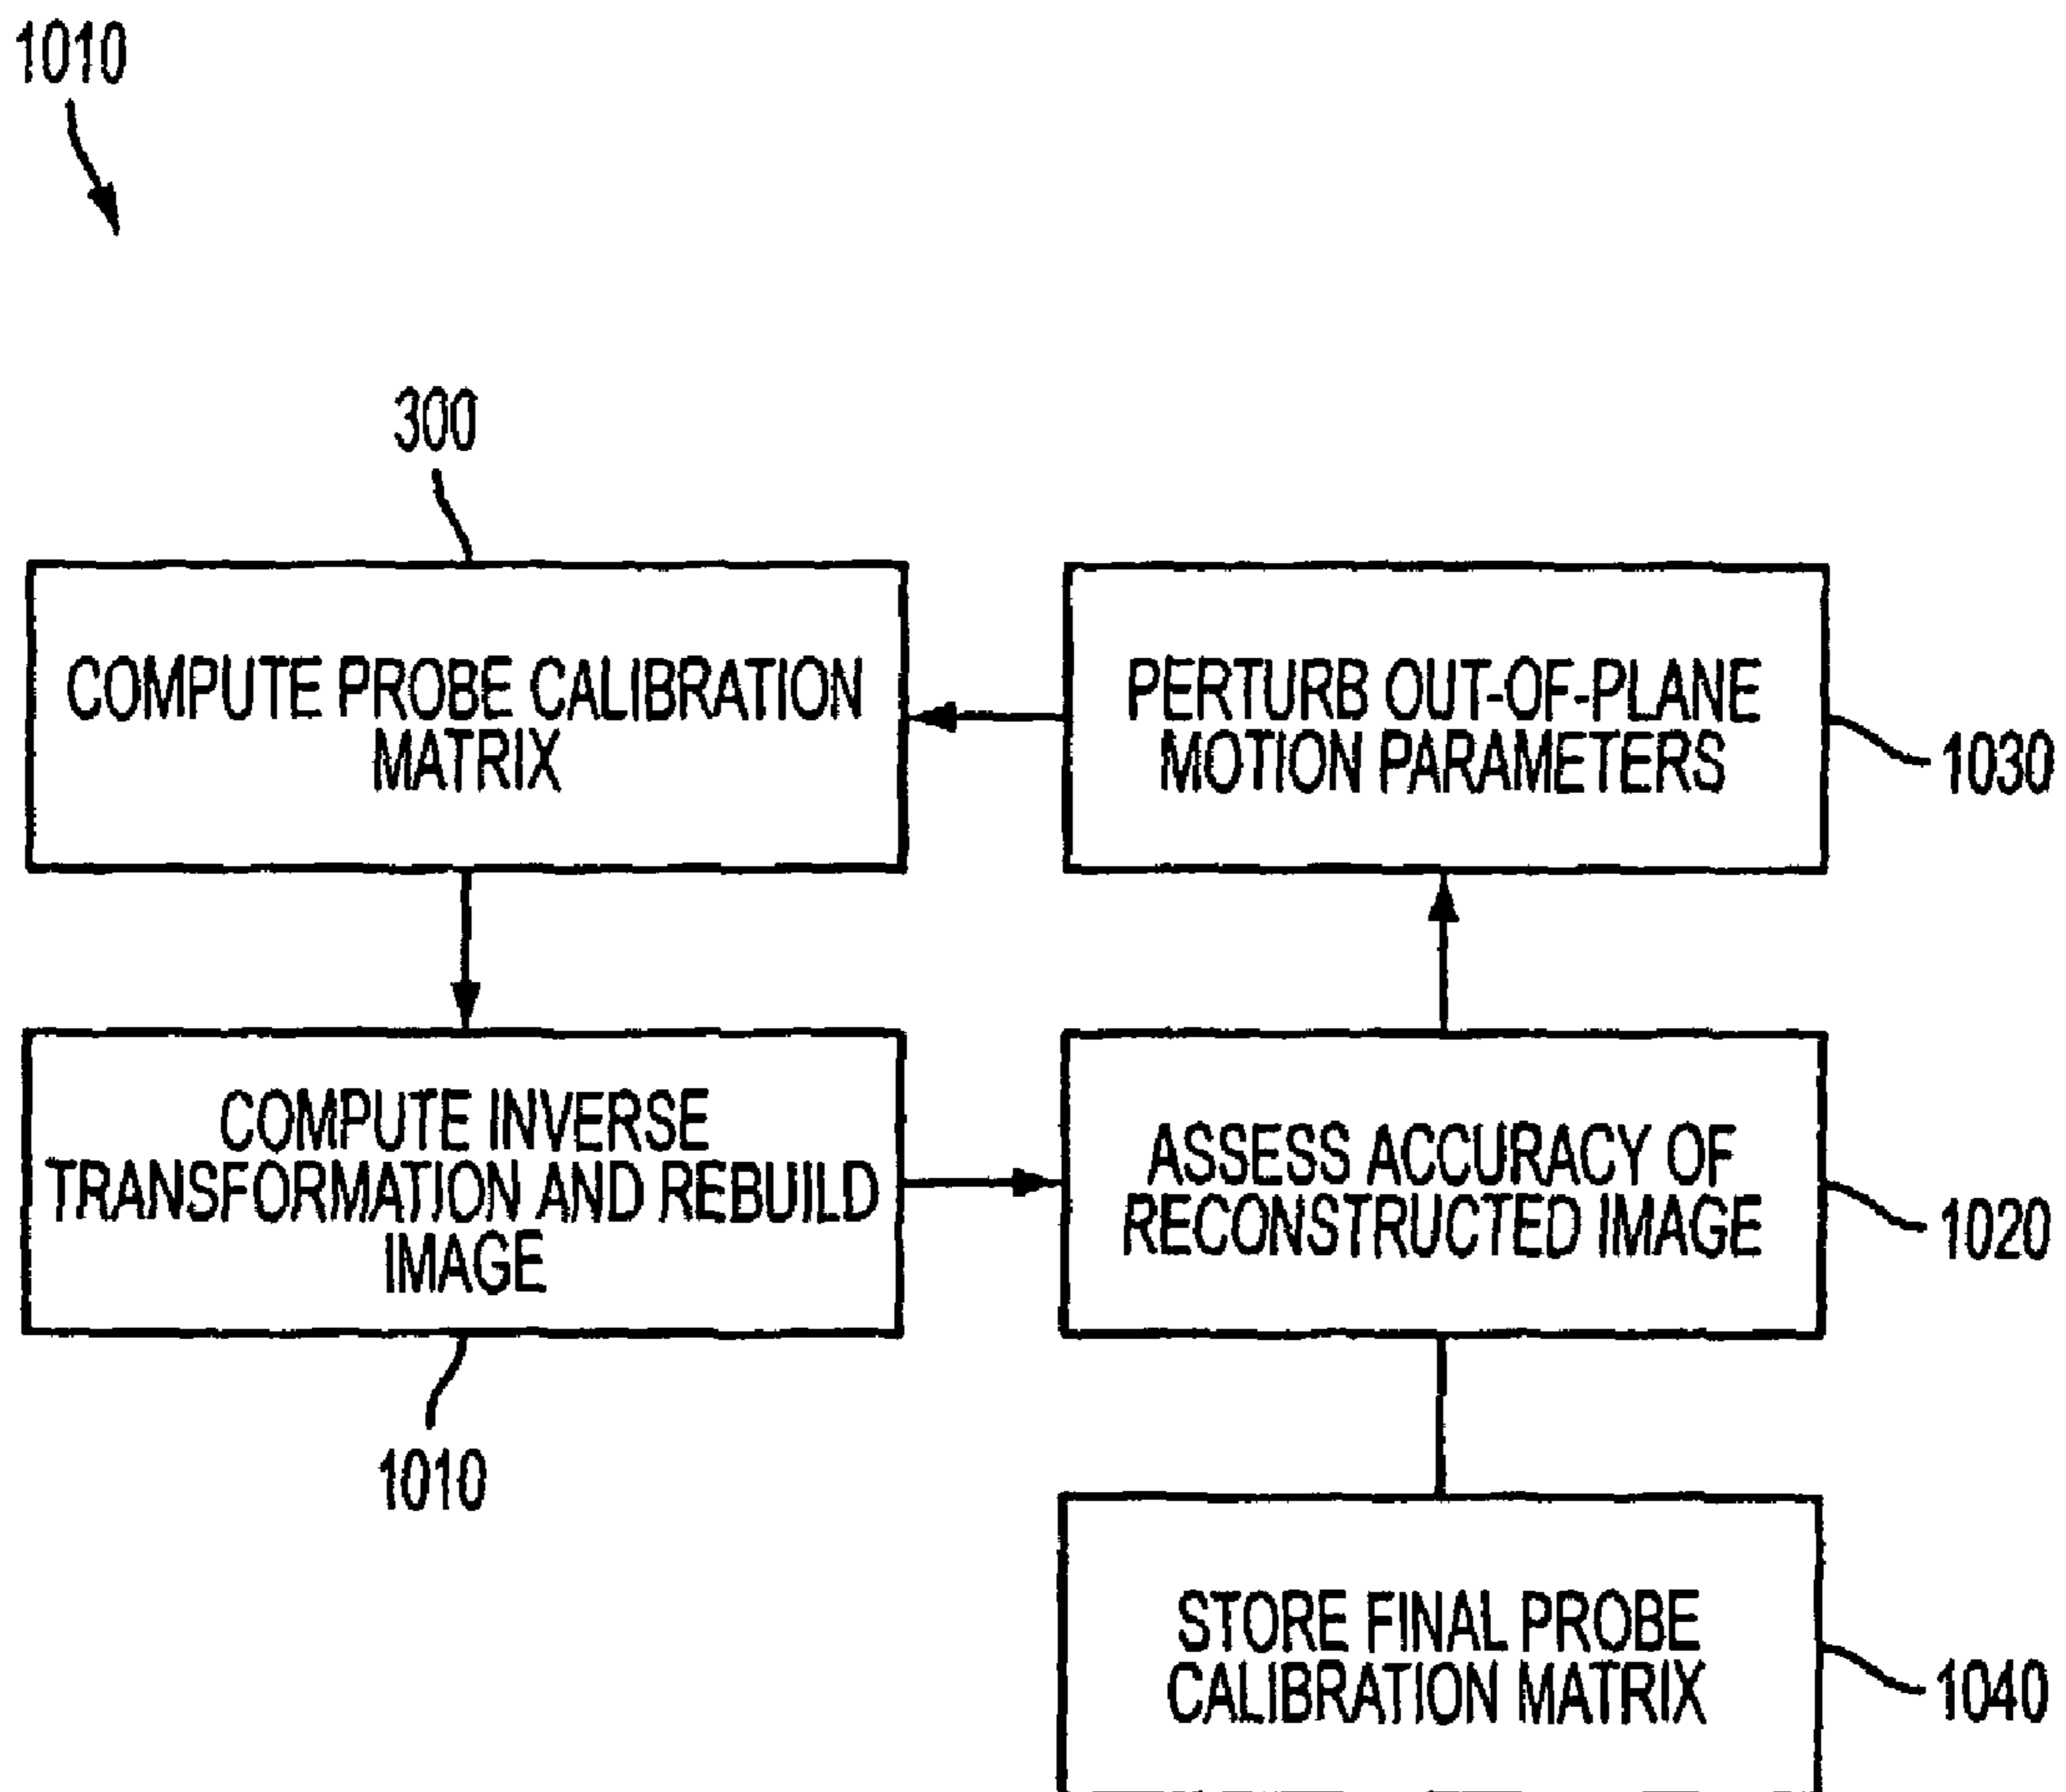 1010
300
COMPUTE PROBE CALIBRATION
MATRIX
PERTURB OUT-OF-PLANE
MOTION PARAMETERS
1030
COMPUTE INVERSE
TRANSFORMATION AND REBUILD
IMAGE
1010
ASSESS ACCURACY OF
RECONSTRUCTED IMAGE
1020
STORE FINAL PROBE
CALIBRATION MATRIX
1040